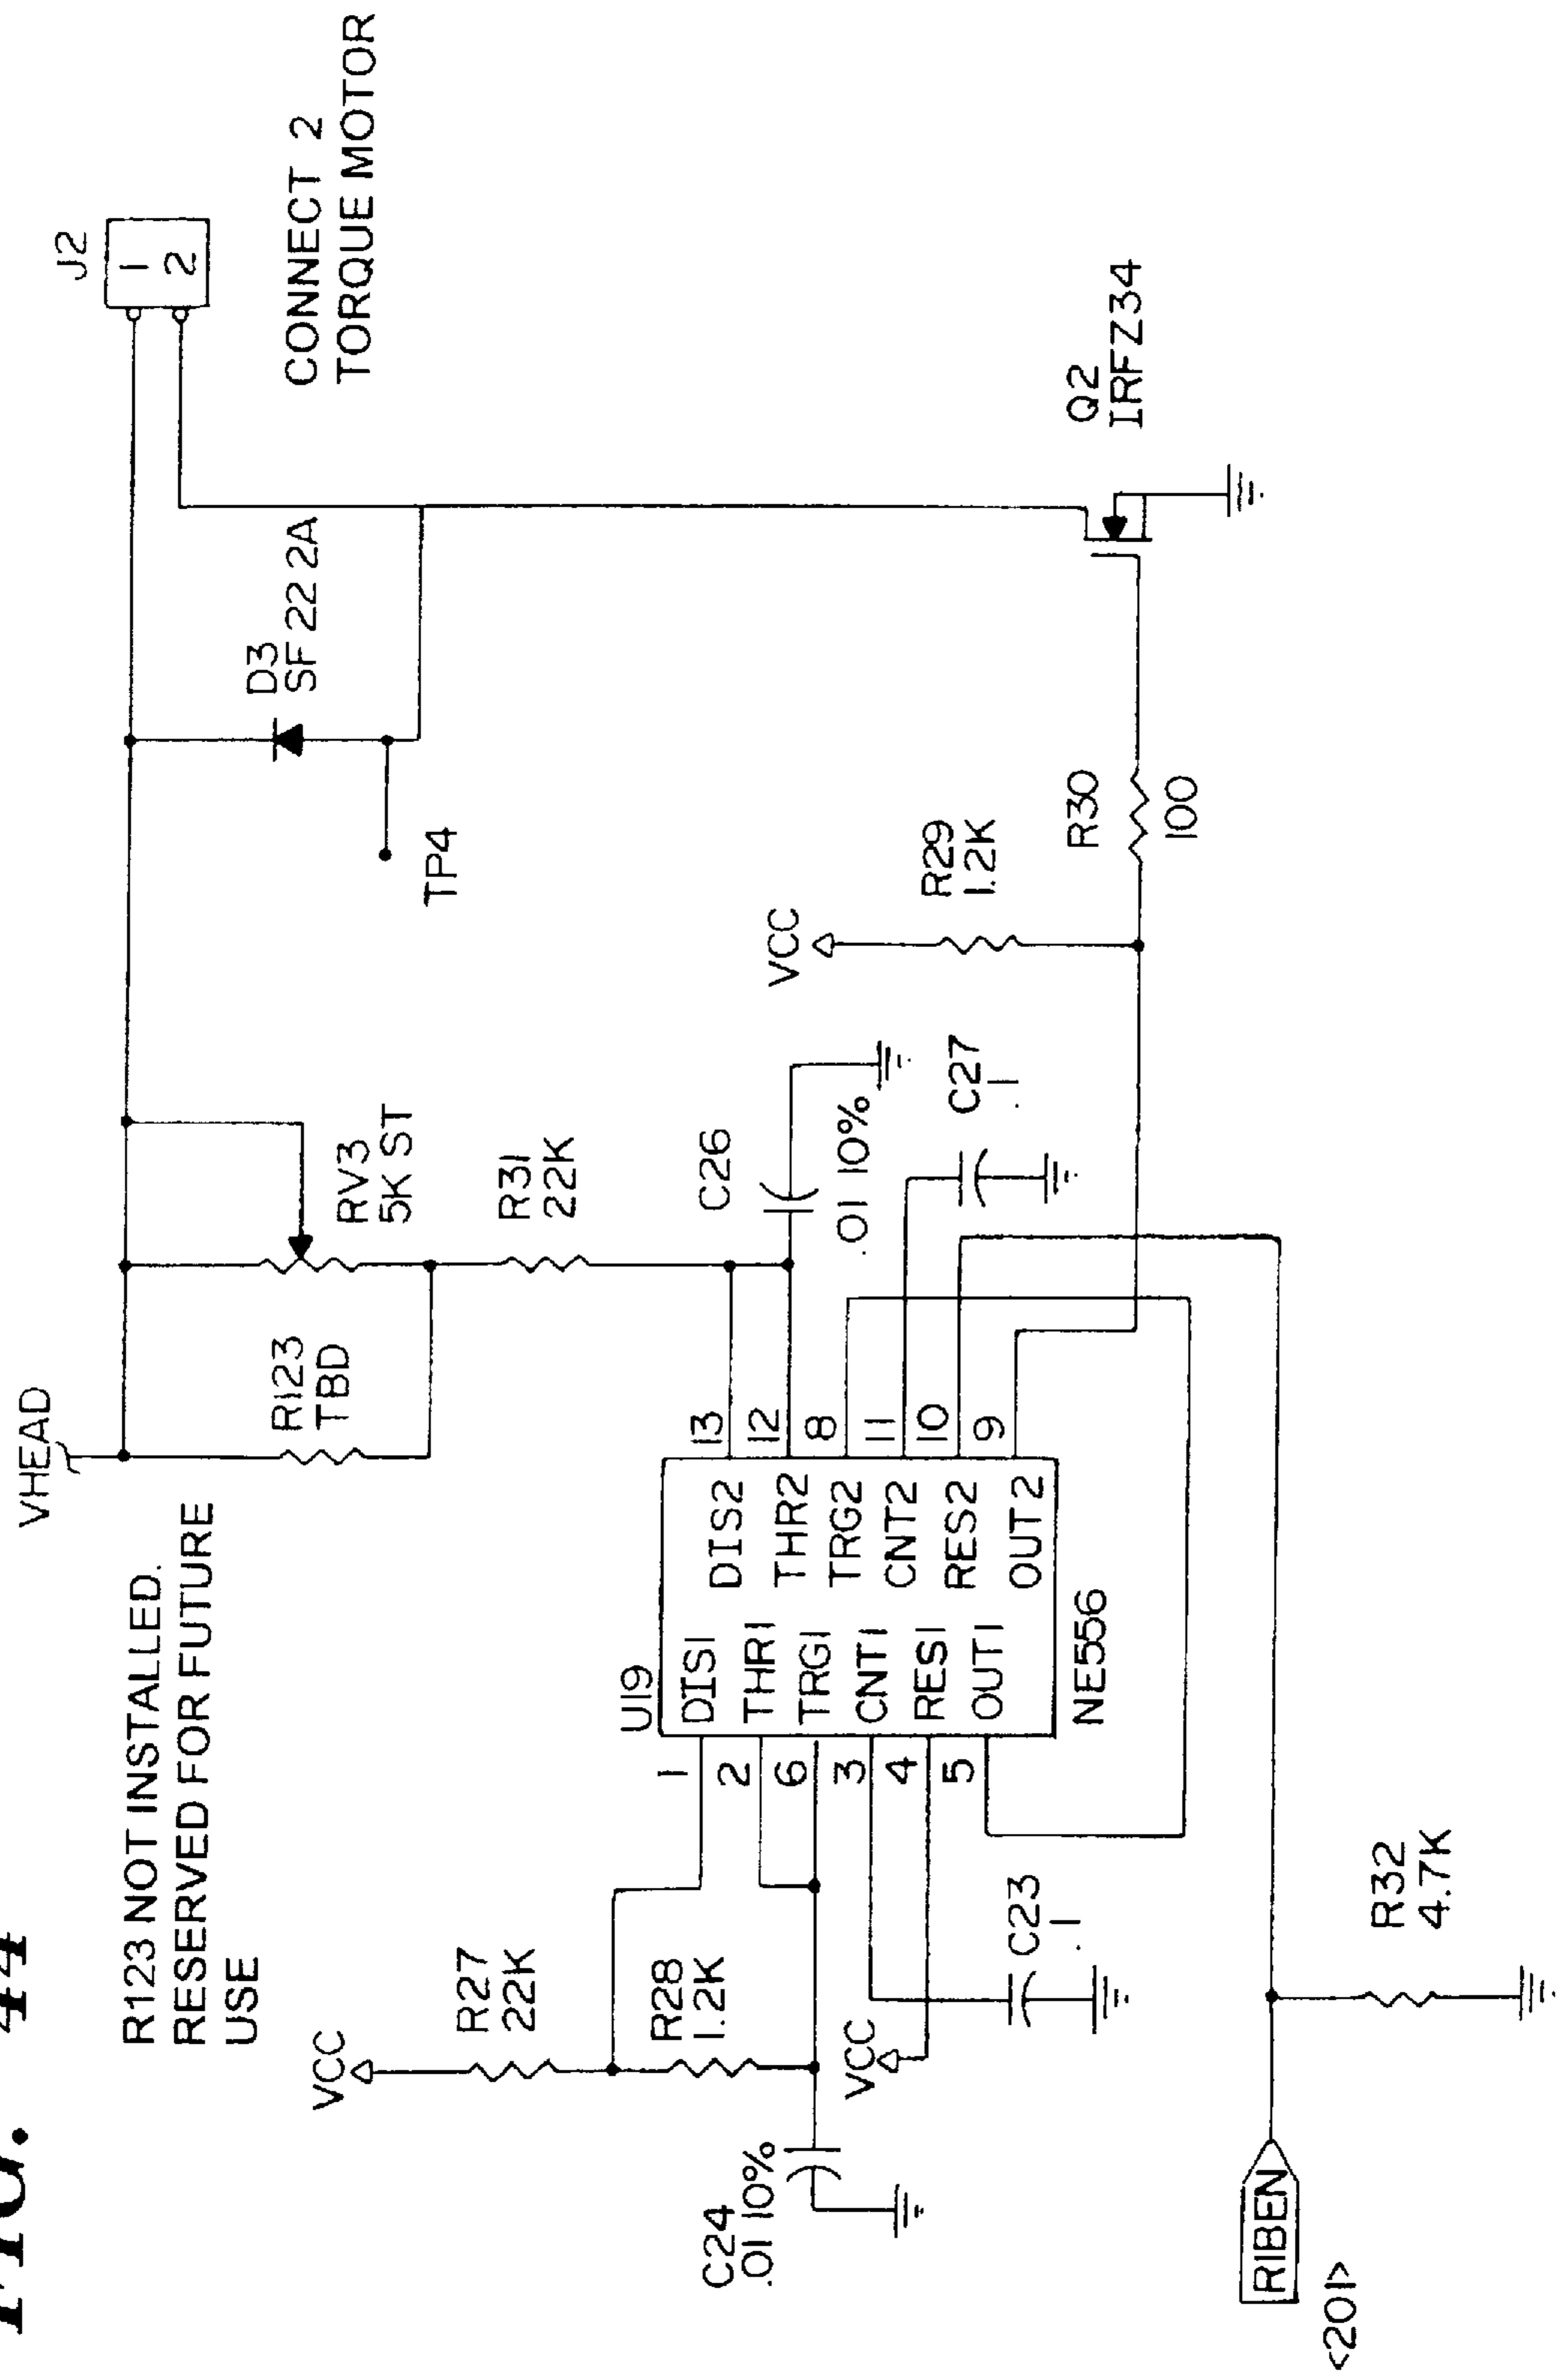 FIG. 44
R123 NOT INSTALLED.
RESERVED FOR FUTURE
USE
VHEAD
R123
TBD
RV3
5K ST
R31
22K
D3
SF22 2A
TP4
J2
1
2
CONNECT 2
TORQUE MOTOR
VCC
R27
22K
R28
1.2K
C24
.01 10%
VCC
C23
.1
U19
1
2
6
3
4
5
DIS1
THR1
TRG1
CNT1
RES1
OUT1
DIS2
THR2
TRG2
CNT2
RES2
OUT2
13
12
8
11
10
9
NE556
C26
.01 10%
C27
.1
VCC
R29
1.2K
R30
100
Q2
IRFZ34
RIBEN
<201>
R32
4.7K